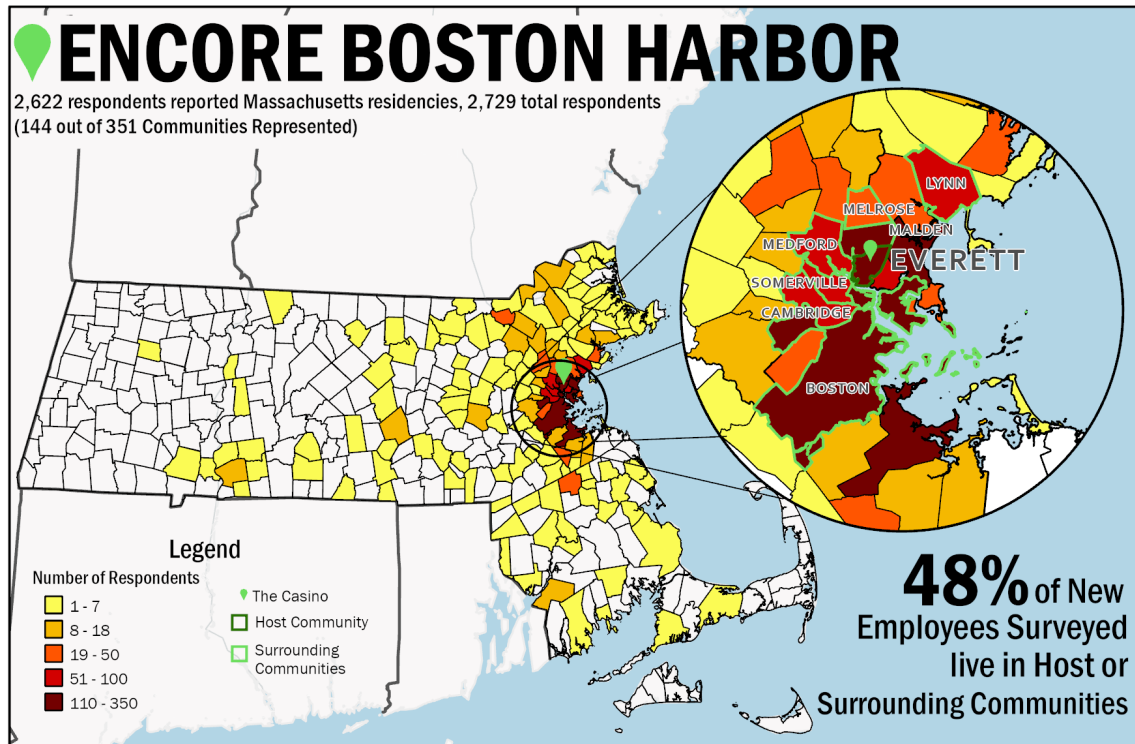 ENCORE BOSTON HARBOR
2,622 respondents reported Massachusetts residencies, 2,729 total respondents
(144 out of 351 Communities Represented)
LYNN
MELROSE
MALDEN
MEDFORD
EVERETT
SOMERVILLE
CAMBRIDGE
BOSTON
Legend
Number of Respondents
1 - 7
8 - 18
19 - 50
51 - 100
110 - 350
The Casino
Host Community
Surrounding
Communities
48% of New
Employees Surveyed
live in Host or
Surrounding Communities